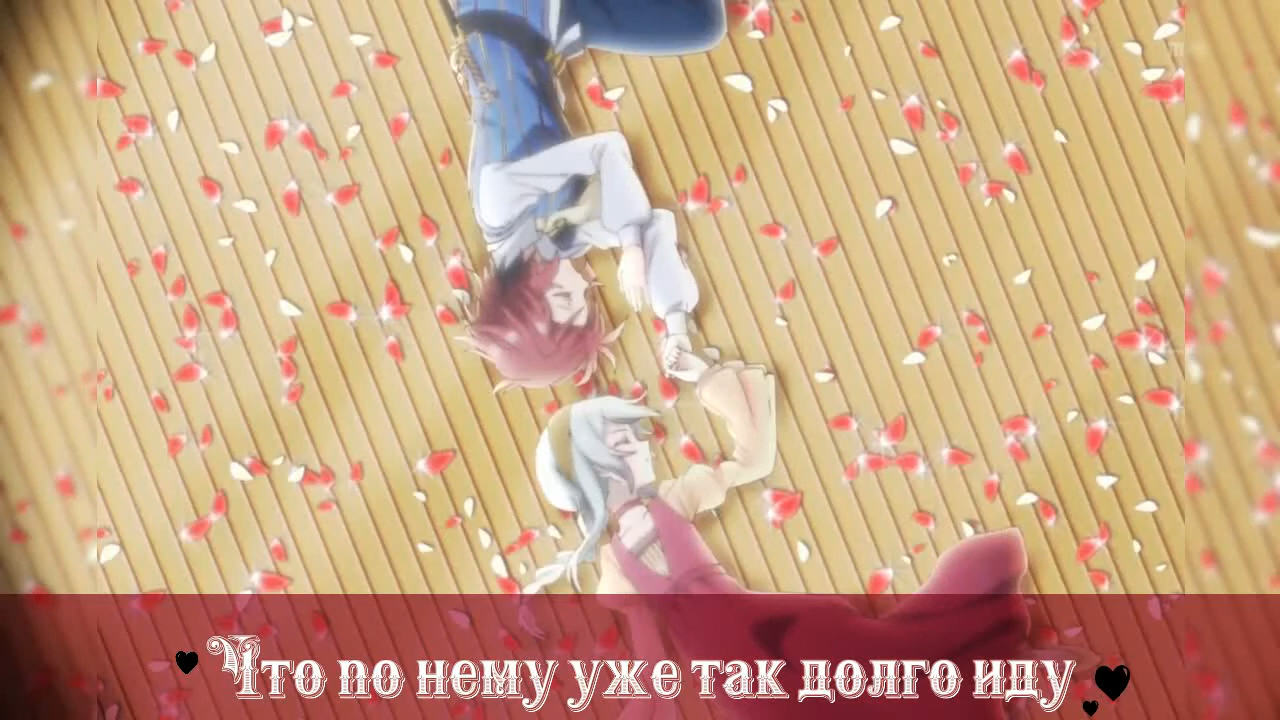 Что по нему уже так долго иду